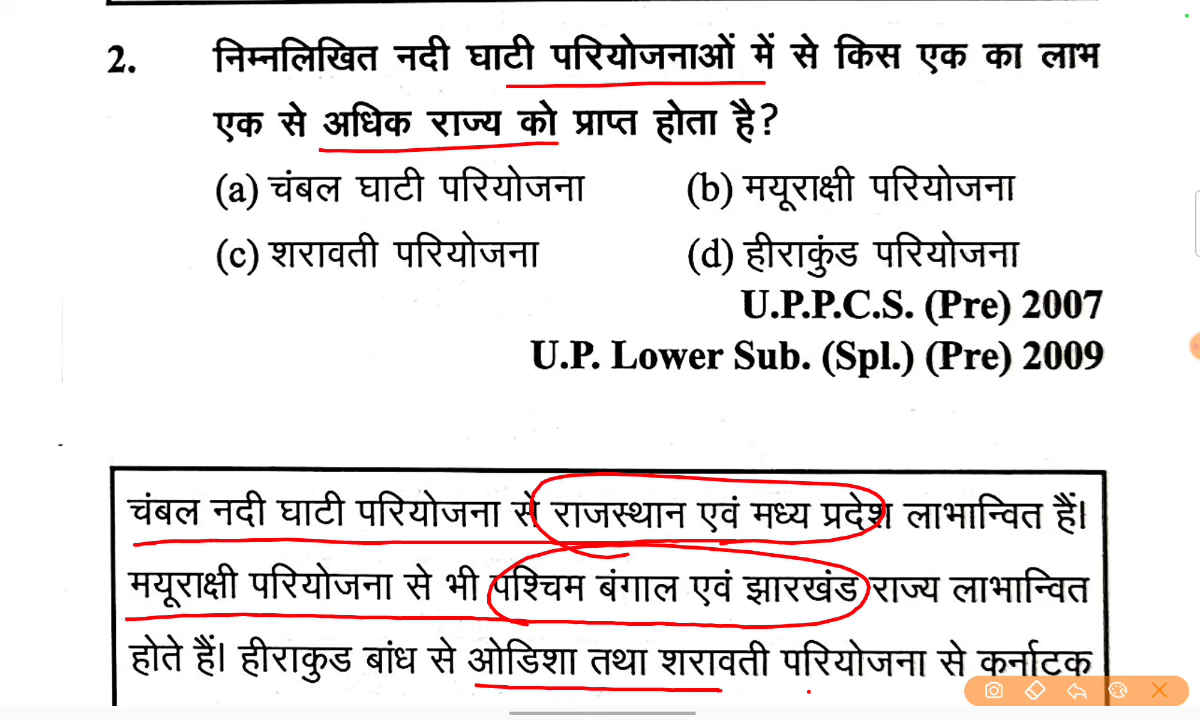 2. निम्नलिखित नदी घाटी परियोजनाओं में से किस एक का लाभ
एक से अधिक राज्य को प्राप्त होता है?
(a) चंबल घाटी परियोजना (b) मयूराक्षी परियोजना
(c) शरावती परियोजना (d) हीराकुंड परियोजना
U.P.P.C.S. (Pre) 2007
U.P. Lower Sub. (Spl.) (Pre) 2009
चंबल नदी घाटी परियोजना से राजस्थान एवं मध्य प्रदेश लाभान्वित हैं।
मयूराक्षी परियोजना से भी पश्चिम बंगाल एवं झारखंड राज्य लाभान्वित
होते हैं। हीराकुड बांध से ओडिशा तथा शरावती परियोजना से कर्नाटक